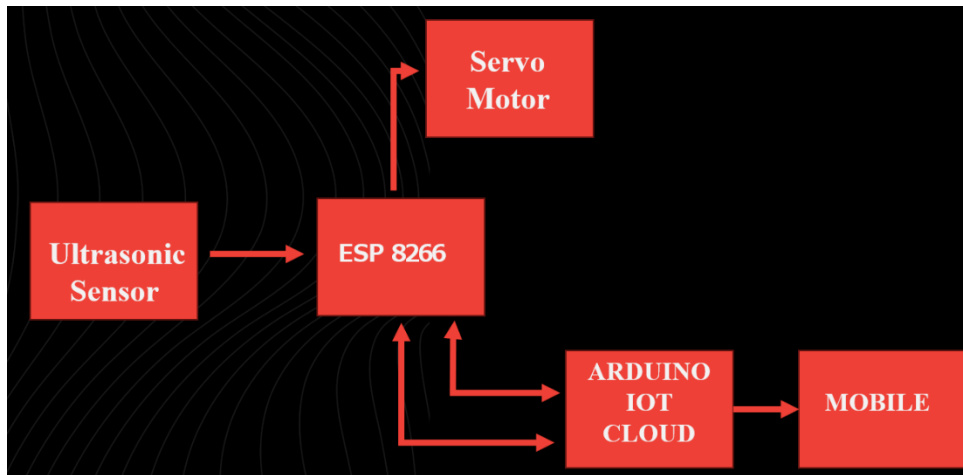 Servo
Motor
Ultrasonic
Sensor
ESP 8266
ARDUINO
IOT
CLOUD
MOBILE